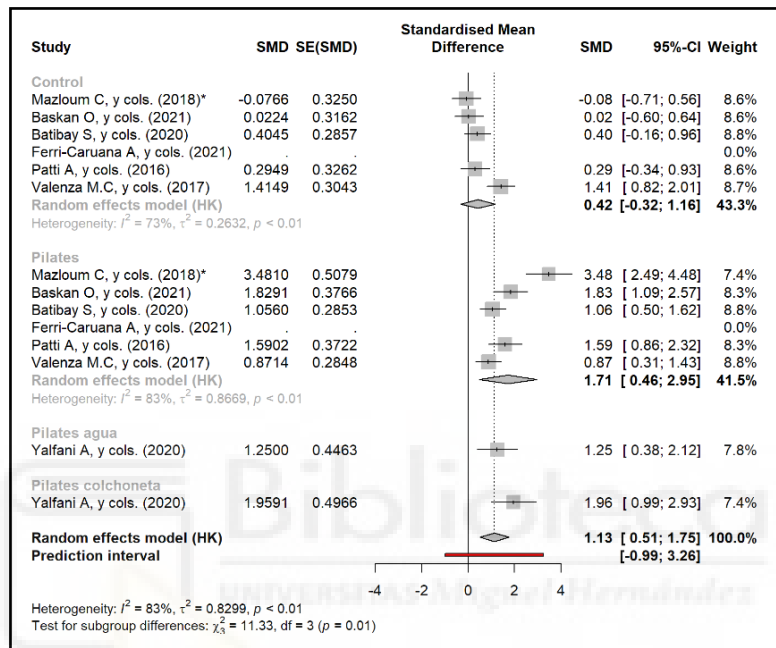 Study SMD SE(SMD) Standardised Mean Difference SMD 95%-CI Weight
Control
Mazloum C, y cols. (2018)* -0.0766 0.3250 -0.08 [-0.71; 0.56] 8.6%
Baskan O, y cols. (2021) 0.0224 0.3162 0.02 [-0.60; 0.64] 8.6%
Batibay S, y cols. (2020) 0.4045 0.2857 0.40 [-0.16; 0.96] 8.8%
Ferri-Caruana A, y cols. (2021) . . 0.0%
Patti A, y cols. (2016) 0.2949 0.3262 0.29 [-0.34; 0.93] 8.6%
Valenza M.C, y cols. (2017) 1.4149 0.3043 1.41 [0.82; 2.01] 8.7%
Random effects model (HK) 0.42 [-0.32; 1.16] 43.3%
Heterogeneity: I² = 73%, τ² = 0.2632, p < 0.01
Pilates
Mazloum C, y cols. (2018)* 3.4810 0.5079 3.48 [ 2.49; 4.48] 7.4%
Baskan O, y cols. (2021) 1.8291 0.3766 1.83 [ 1.09; 2.57] 8.3%
Batibay S, y cols. (2020) 1.0560 0.2853 1.06 [ 0.50; 1.62] 8.8%
Ferri-Caruana A, y cols. (2021) . . 0.0%
Patti A, y cols. (2016) 1.5902 0.3722 1.59 [ 0.86; 2.32] 8.3%
Valenza M.C, y cols. (2017) 0.8714 0.2848 0.87 [ 0.31; 1.43] 8.8%
Random effects model (HK) 1.71 [ 0.46; 2.95] 41.5%
Heterogeneity: I² = 83%, τ² = 0.8669, p < 0.01
Pilates agua
Yalfani A, y cols. (2020) 1.2500 0.4463 1.25 [ 0.38; 2.12] 7.8%
Pilates colchoneta
Yalfani A, y cols. (2020) 1.9591 0.4966 1.96 [ 0.99; 2.93] 7.4%
Biblioteca
Random effects model (HK) 1.13 [ 0.51; 1.75] 100.0%
Prediction interval [-0.99; 3.26]
UNIVERSITAS Miguel Hernández
-4 -2 0 2 4
Heterogeneity: I² = 83%, τ² = 0.8299, p < 0.01
Test for subgroup differences: χ²₃ = 11.33, df = 3 (p = 0.01)